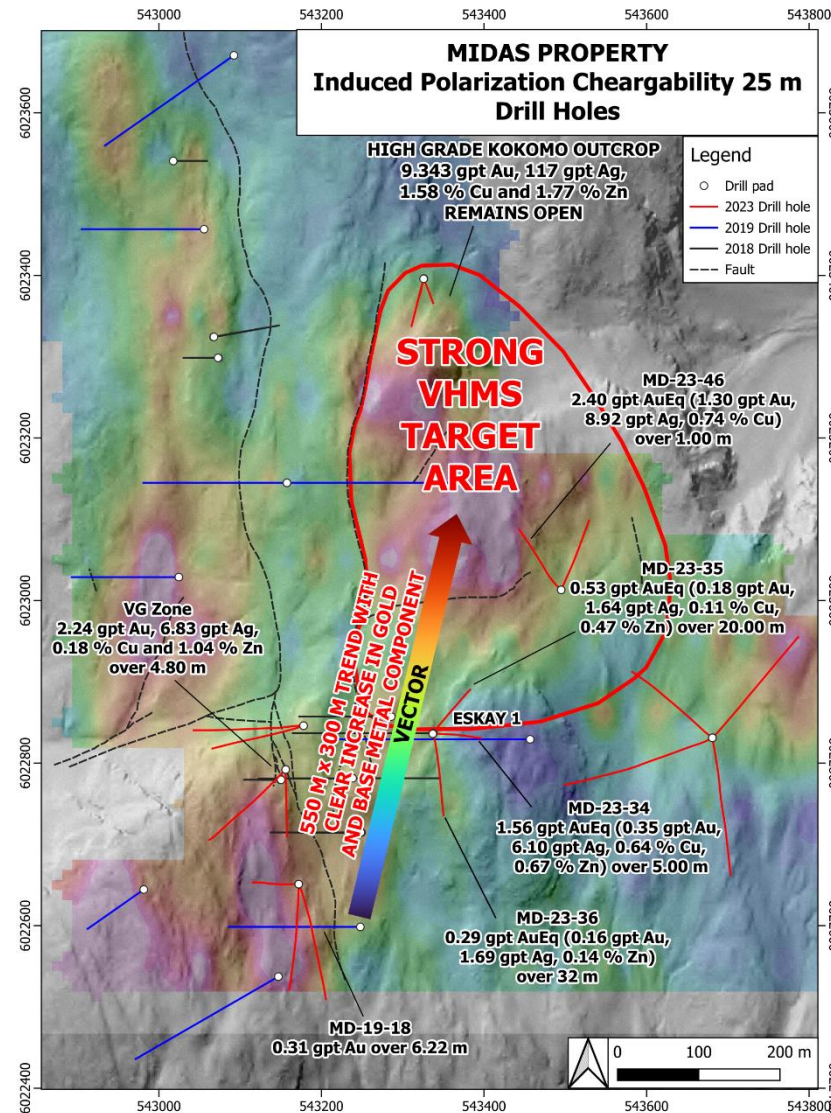 543000
543200
543400
543600
543800
MIDAS PROPERTY
Induced Polarization Cheargability 25 m
Drill Holes
Legend
Drill pad
2023 Drill hole
2019 Drill hole
2018 Drill hole
Fault
HIGH GRADE KOKOMO OUTCROP
9.343 gpt Au, 117 gpt Ag,
1.58 % Cu and 1.77 % Zn
REMAINS OPEN
STRONG
VHMS
TARGET
AREA
MD-23-46
2.40 gpt AuEq (1.30 gpt Au,
8.92 gpt Ag, 0.74 % Cu)
over 1.00 m
MD-23-35
0.53 gpt AuEq (0.18 gpt Au,
1.64 gpt Ag, 0.11 % Cu,
0.47 % Zn) over 20.00 m
VG Zone
2.24 gpt Au, 6.83 gpt Ag,
0.18 % Cu and 1.04 % Zn
over 4.80 m
550 M x 300 M TREND WITH
CLEAR INCREASE IN GOLD
AND BASE METAL COMPONENT
VECTOR
ESKAY 1
MD-23-34
1.56 gpt AuEq (0.35 gpt Au,
6.10 gpt Ag, 0.64 % Cu,
0.67 % Zn) over 5.00 m
MD-23-36
0.29 gpt AuEq (0.16 gpt Au,
1.69 gpt Ag, 0.14 % Zn)
over 32 m
MD-19-18
0.31 gpt Au over 6.22 m
0 100 200 m
6023600
6023400
6023200
6023000
6022800
6022600
6022400
543000
543200
543400
543600
543800